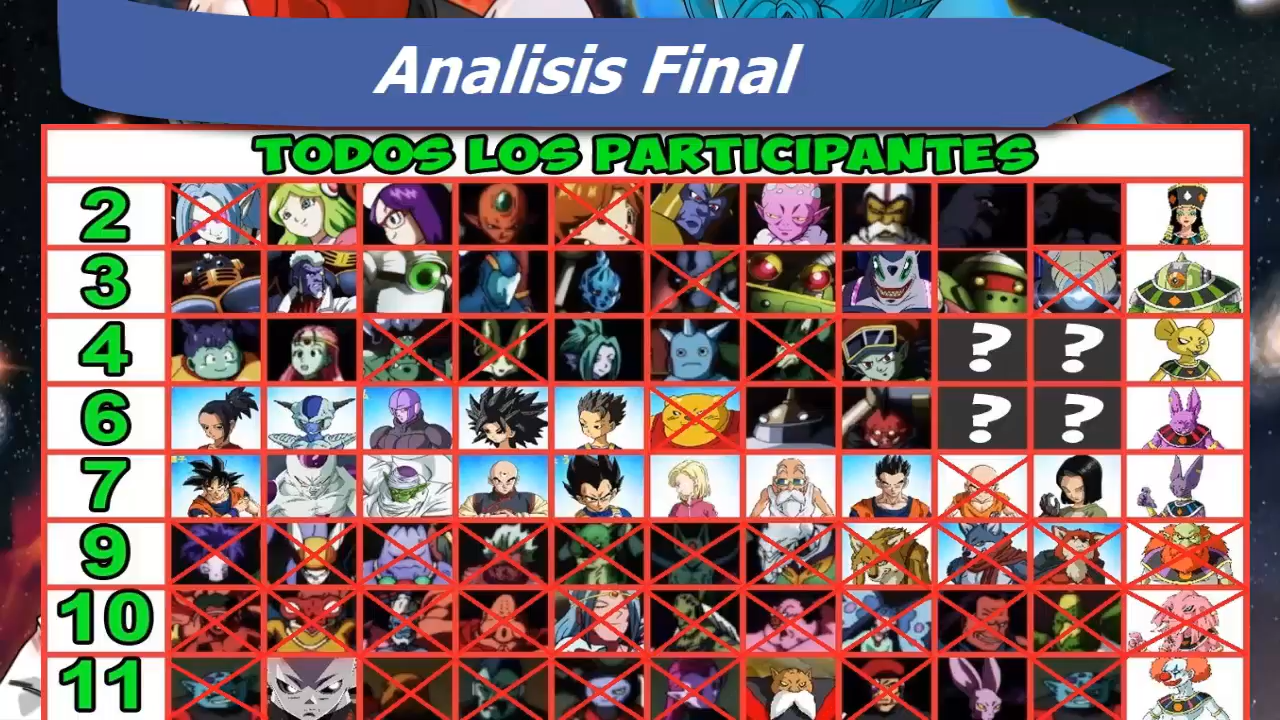 Analisis Final
TODOS LOS PARTICIPANTES
2
3
4 ? ?
6 ? ?
7
9
10
11